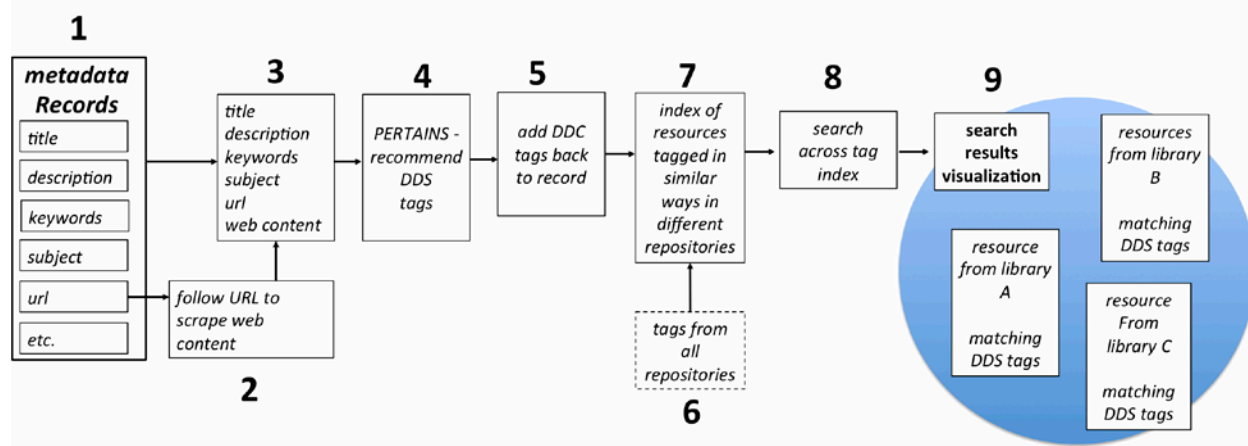 1
metadata
Records
title
description
keywords
subject
url
etc.
2
follow URL to
scrape web
content
3
title
description
keywords
subject
url
web content
4
PERTAINS -
recommend
DDS
tags
5
add DDC
tags back
to record
6
tags from
all
repositories
7
index of
resources
tagged in
similar
ways in
different
repositories
8
search
across tag
index
9
search
results
visualization
resource
from library
A
matching
DDS tags
resources
from library
B
matching
DDS tags
resource
From
library C
matching
DDS tags